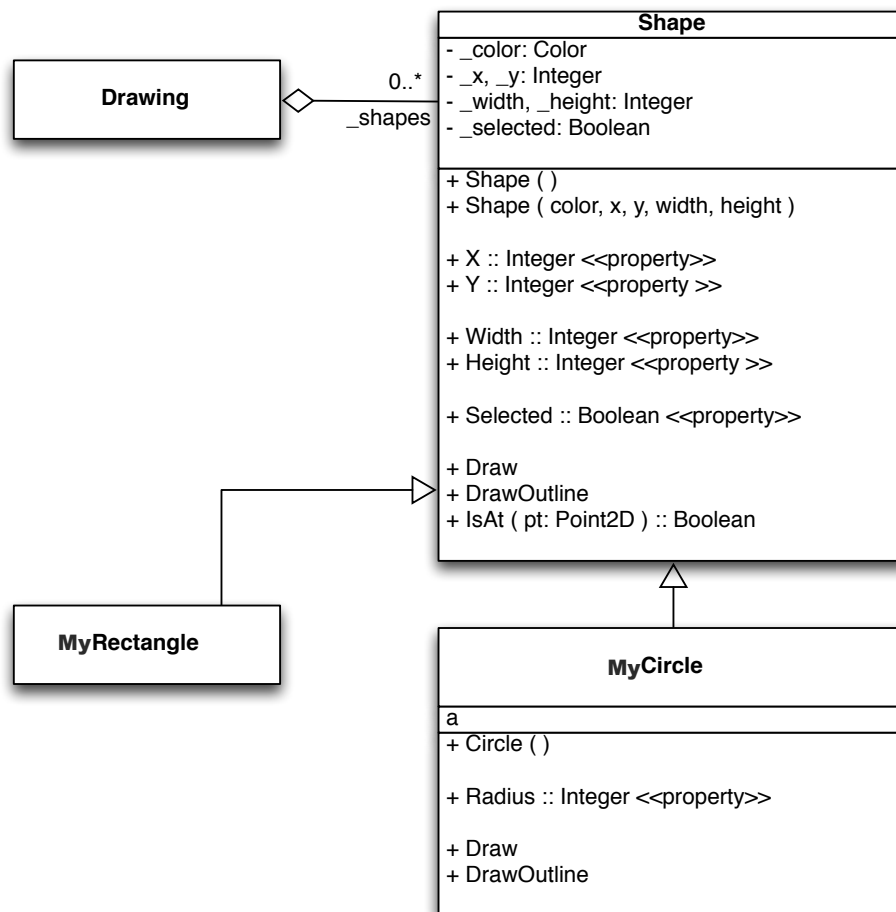 Drawing
0..*
_shapes
Shape
- _color: Color
- _x, _y: Integer
- _width, _height: Integer
- _selected: Boolean
+ Shape ( )
+ Shape ( color, x, y, width, height )
+ X :: Integer <<property>>
+ Y :: Integer <<property >>
+ Width :: Integer <<property>>
+ Height :: Integer <<property >>
+ Selected :: Boolean <<property>>
+ Draw
+ DrawOutline
+ IsAt ( pt: Point2D ) :: Boolean
MyRectangle
MyCircle
a
+ Circle ( )
+ Radius :: Integer <<property>>
+ Draw
+ DrawOutline